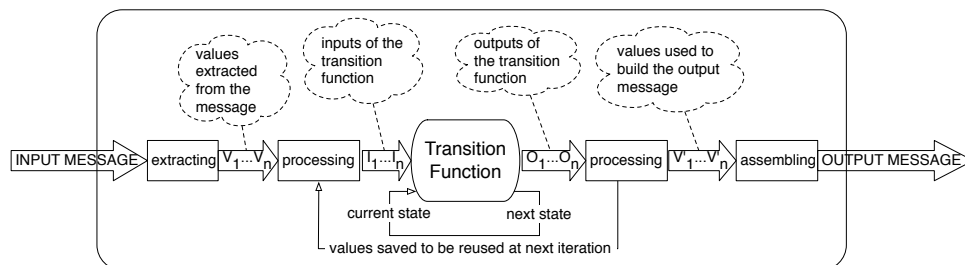 values
extracted
from the
message
inputs of the
transition
function
outputs of
the transition
function
values used to
build the output
message
INPUT MESSAGE
extracting
V1...Vn
processing
I1...In
Transition
Function
O1...On
processing
V'1...V'n
assembling
OUTPUT MESSAGE
current state
next state
values saved to be reused at next iteration